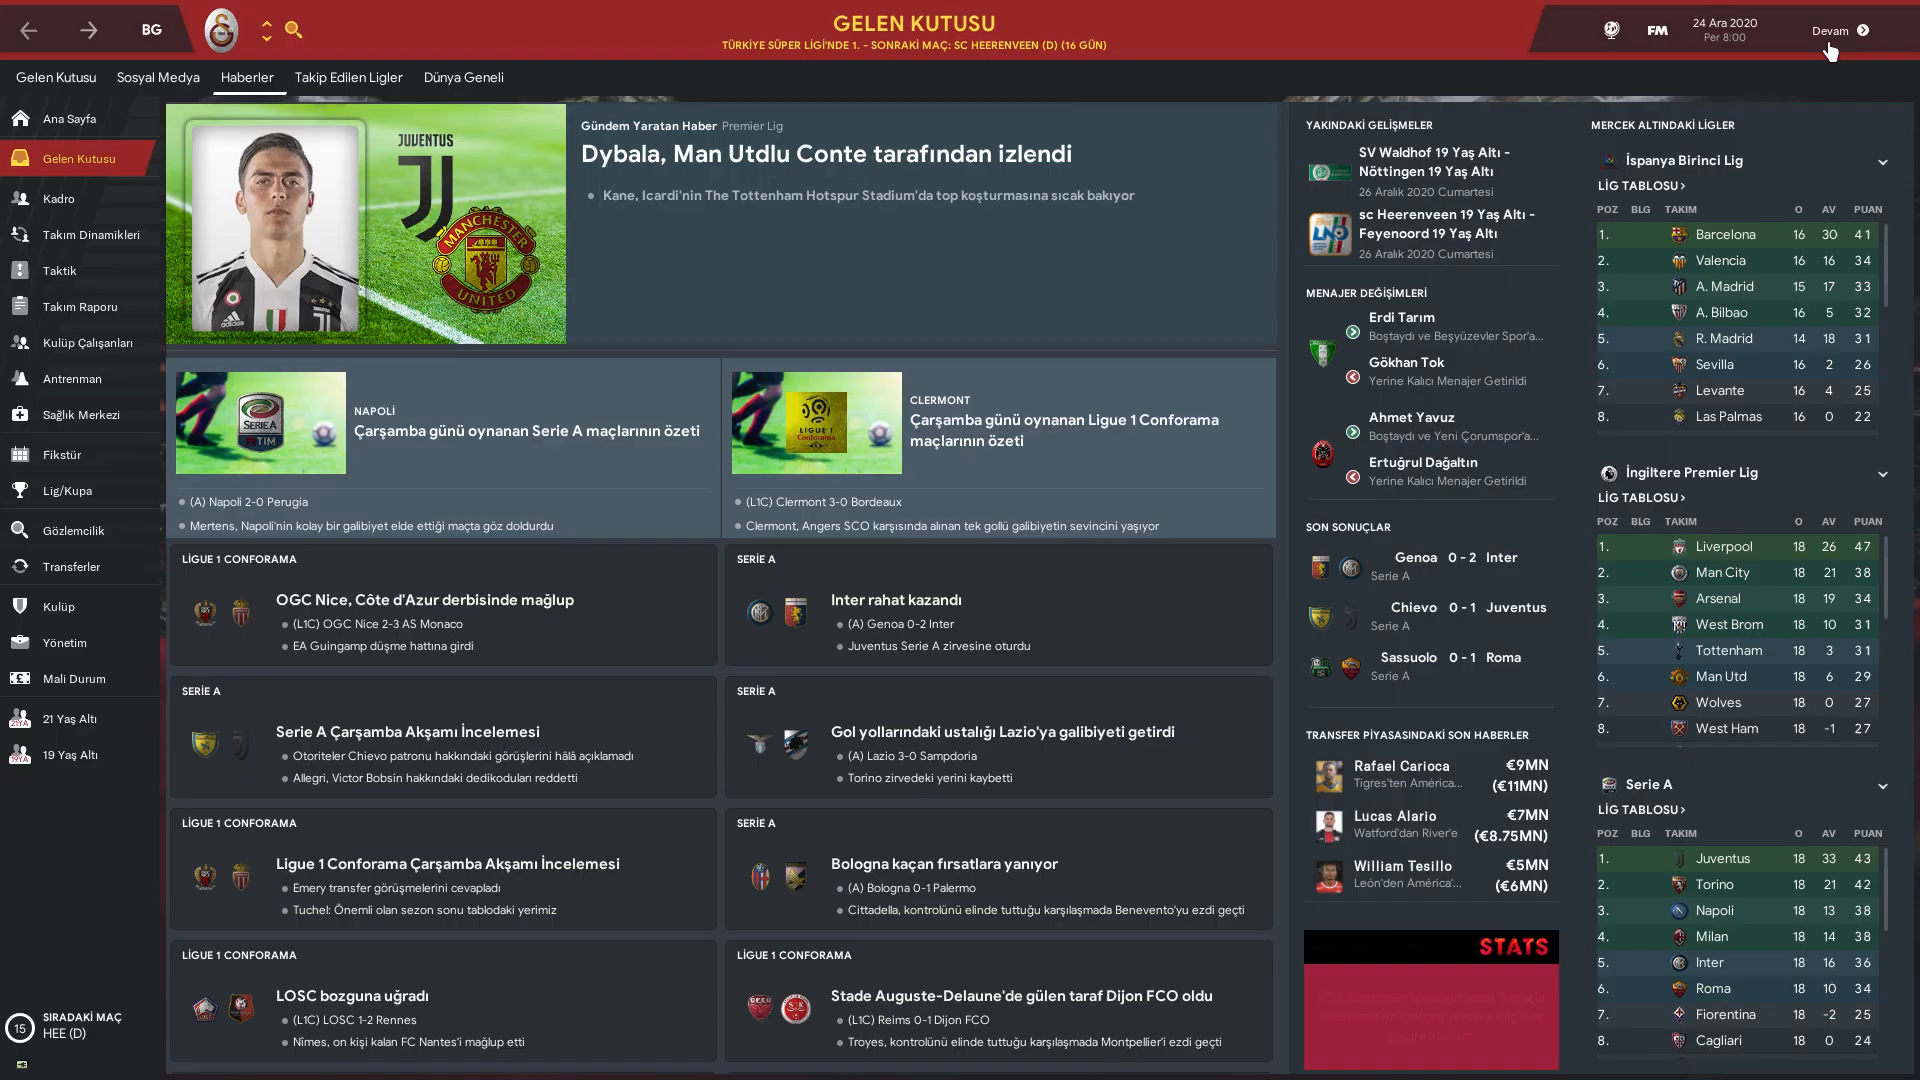 BG
GELEN KUTUSU
TÜRKİYE SÜPER LİGİ'NDE 1. - SONRAKİ MAÇ: SC HEERENVEEN (D) (16 GÜN)
FM
24 Ara 2020
Per 8:00
Devam
Gelen Kutusu Sosyal Medya Haberler Takip Edilen Ligler Dünya Geneli
Ana Sayfa
Gelen Kutusu
Kadro
Takım Dinamikleri
Taktik
Takım Raporu
Kulüp Çalışanları
Antrenman
Sağlık Merkezi
Fikstür
Lig/Kupa
Gözlemcilik
Transferler
Kulüp
Yönetim
Mali Durum
21YA 21 Yaş Altı
19YA 19 Yaş Altı
15
SIRADAKİ MAÇ
HEE (D)
JUVENTUS
MANCHESTER
UNITED
adidas
Gündem Yaratan Haber Premier Lig
Dybala, Man Utdlu Conte tarafından izlendi
Kane, Icardi'nin The Tottenham Hotspur Stadium'da top koşturmasına sıcak bakıyor
SERIE A
TIM
NAPOLİ
Çarşamba günü oynanan Serie A maçlarının özeti
(A) Napoli 2-0 Perugia
Mertens, Napoli'nin kolay bir galibiyet elde ettiği maçta göz doldurdu
LIGUE 1
Conforama
CLERMONT
Çarşamba günü oynanan Ligue 1 Conforama
maçlarının özeti
(L1C) Clermont 3-0 Bordeaux
Clermont, Angers SCO karşısında alınan tek gollü galibiyetin sevincini yaşıyor
LİGUE 1 CONFORAMA
OGC Nice, Côte d'Azur derbisinde mağlup
(L1C) OGC Nice 2-3 AS Monaco
EA Guingamp düşme hattına girdi
SERİE A
Inter rahat kazandı
(A) Genoa 0-2 Inter
Juventus Serie A zirvesine oturdu
SERİE A
Serie A Çarşamba Akşamı İncelemesi
Otoriteler Chievo patronu hakkındaki görüşlerini hâlâ açıklamadı
Allegri, Victor Bobsin hakkındaki dedikoduları reddetti
SERİE A
Gol yollarındaki ustalığı Lazio'ya galibiyeti getirdi
(A) Lazio 3-0 Sampdoria
Torino zirvedeki yerini kaybetti
LİGUE 1 CONFORAMA
Ligue 1 Conforama Çarşamba Akşamı İncelemesi
Emery transfer görüşmelerini cevapladı
Tuchel: Önemli olan sezon sonu tablodaki yerimiz
SERİE A
Bologna kaçan fırsatlara yanıyor
(A) Bologna 0-1 Palermo
Cittadella, kontrolünü elinde tuttuğu karşılaşmada Benevento'yu ezdi geçti
LİGUE 1 CONFORAMA
LOSC bozguna uğradı
(L1C) LOSC 1-2 Rennes
Nîmes, on kişi kalan FC Nantes'i mağlup etti
LİGUE 1 CONFORAMA
Stade Auguste-Delaune'de gülen taraf Dijon FCO oldu
(L1C) Reims 0-1 Dijon FCO
Troyes, kontrolünü elinde tuttuğu karşılaşmada Montpellier'i ezdi geçti
YAKINDAKİ GELİŞMELER
SV Waldhof 19 Yaş Altı -
Nöttingen 19 Yaş Altı
26 Aralık 2020 Cumartesi
sc Heerenveen 19 Yaş Altı -
Feyenoord 19 Yaş Altı
26 Aralık 2020 Cumartesi
MENAJER DEĞİŞİMLERİ
Erdi Tarım
Boştaydı ve Beşyüzevler Spor'a...
Gökhan Tok
Yerine Kalıcı Menajer Getirildi
Ahmet Yavuz
Boştaydı ve Yeni Çorumspor'a...
Ertuğrul Dağaltın
Yerine Kalıcı Menajer Getirildi
SON SONUÇLAR
Genoa 0 - 2 Inter
Serie A
Chievo 0 - 1 Juventus
Serie A
Sassuolo 0 - 1 Roma
Serie A
TRANSFER PİYASASINDAKİ SON HABERLER
Rafael Carioca €9MN
Tigres'ten América... (€11MN)
Lucas Alario €7MN
Watford'dan River'e (€8.75MN)
William Tesillo €5MN
León'den América'... (€6MN)
STATS
MERCEK ALTINDAKİ LİGLER
İspanya Birinci Lig
LİG TABLOSU>
POZ BLG TAKIM O AV PUAN
1. Barcelona 16 30 41
2. Valencia 16 16 34
3. A. Madrid 15 17 33
4. A. Bilbao 16 5 32
5. R. Madrid 14 18 31
6. Sevilla 16 2 26
7. Levante 16 4 25
8. Las Palmas 16 0 22
İngiltere Premier Lig
LİG TABLOSU>
POZ BLG TAKIM O AV PUAN
1. Liverpool 18 26 47
2. Man City 18 21 38
3. Arsenal 18 19 34
4. West Brom 18 10 31
5. Tottenham 18 3 31
6. Man Utd 18 6 29
7. Wolves 18 0 27
8. West Ham 18 -1 27
Serie A
LİG TABLOSU>
POZ BLG TAKIM O AV PUAN
1. Juventus 18 33 43
2. Torino 18 21 42
3. Napoli 18 13 38
4. Milan 18 14 38
5. Inter 18 16 36
6. Roma 18 10 34
7. Fiorentina 18 -2 25
8. Cagliari 18 0 24